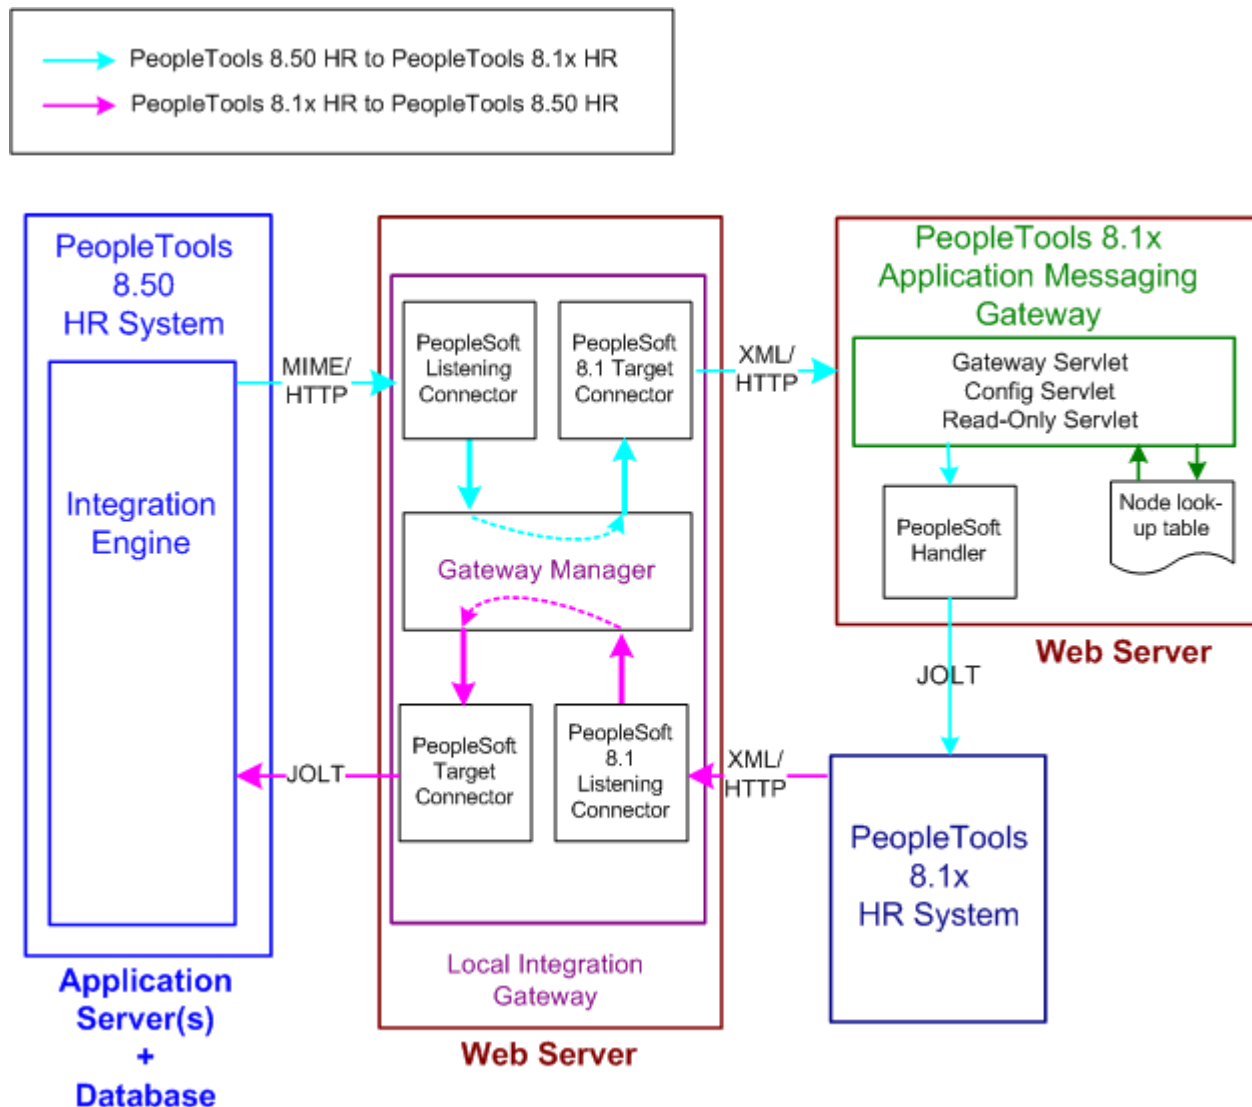 PeopleTools 8.50 HR to PeopleTools 8.1x HR
PeopleTools 8.1x HR to PeopleTools 8.50 HR
PeopleTools
8.50
HR System
Integration
Engine
Application
Server(s)
+
Database
MIME/
HTTP
JOLT
PeopleSoft
Listening
Connector
PeopleSoft
8.1 Target
Connector
Gateway Manager
PeopleSoft
Target
Connector
PeopleSoft
8.1
Listening
Connector
Local Integration
Gateway
Web Server
XML/
HTTP
XML/
HTTP
PeopleTools 8.1x
Application Messaging
Gateway
Gateway Servlet
Config Servlet
Read-Only Servlet
PeopleSoft
Handler
Node look-
up table
Web Server
JOLT
PeopleTools
8.1x
HR System